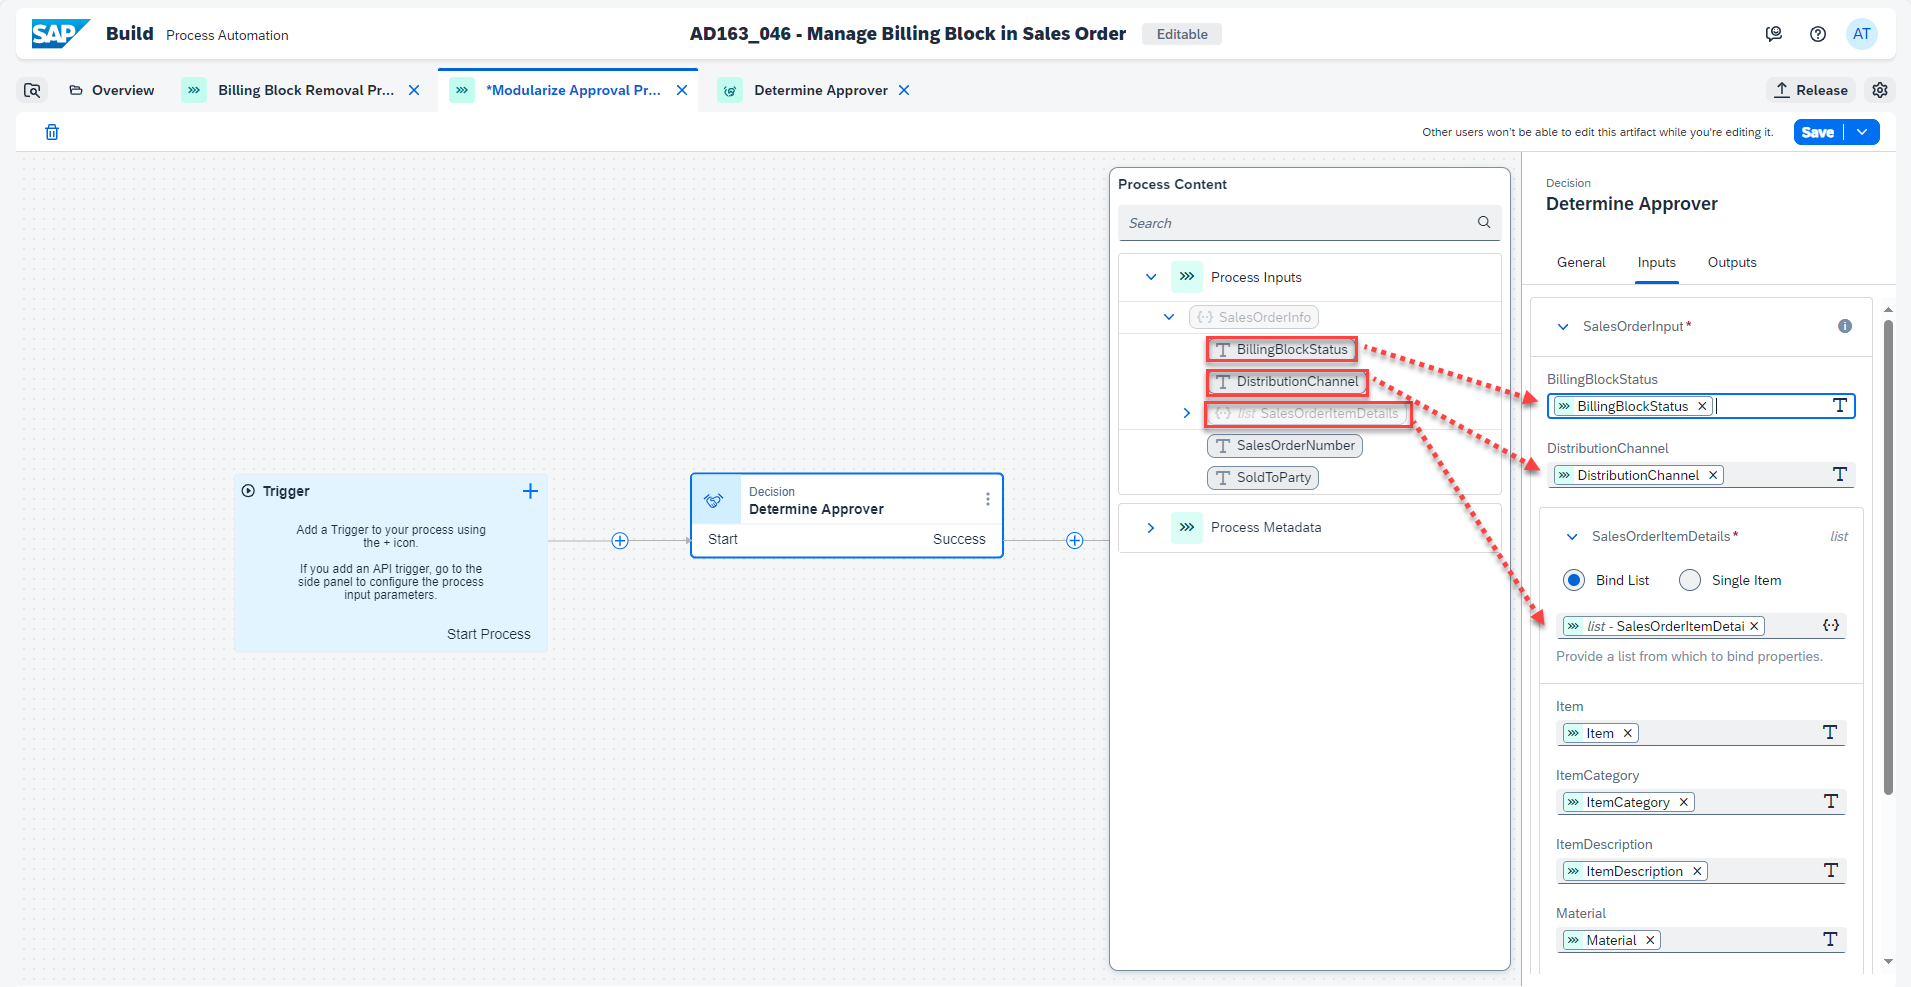 SAP Build Process Automation
AD163_046 - Manage Billing Block in Sales Order Editable
AT
Overview
Billing Block Removal Pr...
*Modularize Approval Pr...
Determine Approver
Release
Other users won't be able to edit this artifact while you're editing it.
Save
Trigger
Add a Trigger to your process using
the + icon.
If you add an API trigger, go to the
side panel to configure the process
input parameters.
Start Process
Decision
Determine Approver
Start Success
Process Content
Search
Process Inputs
SalesOrderInfo
BillingBlockStatus
DistributionChannel
list SalesOrderItemDetails
SalesOrderNumber
SoldToParty
Process Metadata
Decision
Determine Approver
General Inputs Outputs
SalesOrderInput*
BillingBlockStatus
BillingBlockStatus
DistributionChannel
DistributionChannel
SalesOrderItemDetails* list
Bind List Single Item
list - SalesOrderItemDetai
Provide a list from which to bind properties.
Item
Item
ItemCategory
ItemCategory
ItemDescription
ItemDescription
Material
Material